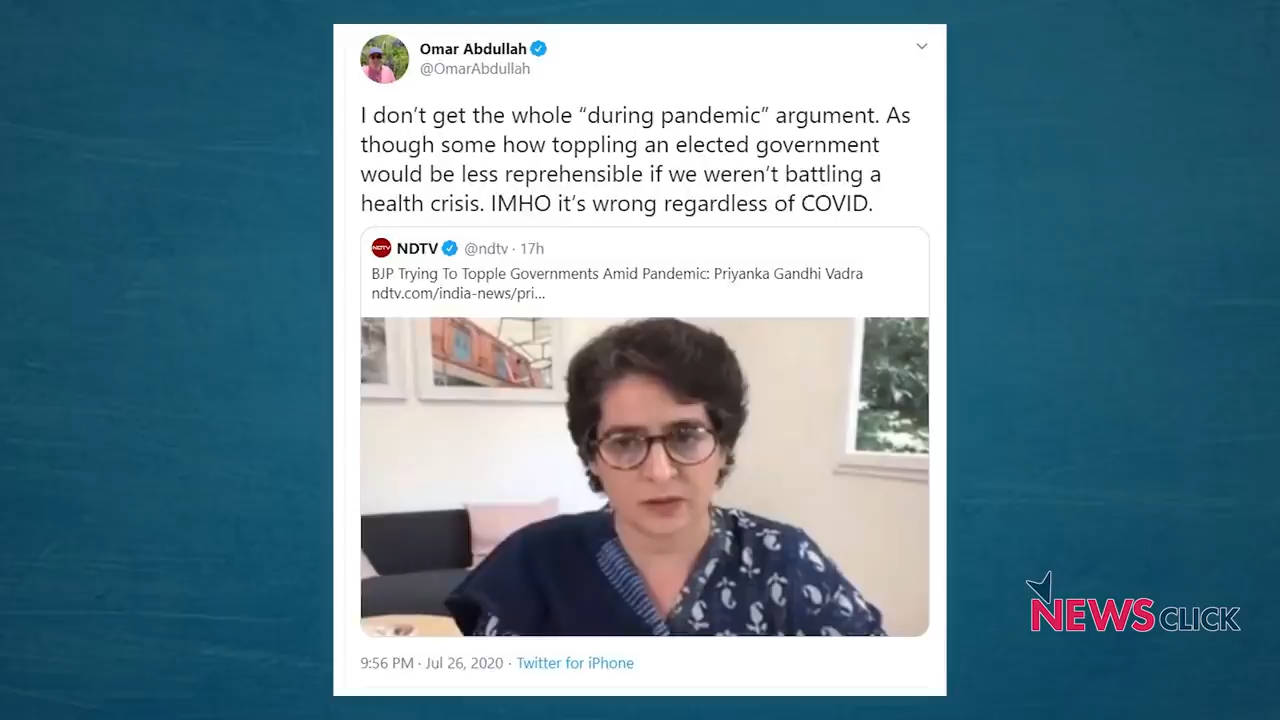 Omar Abdullah
@OmarAbdullah
I don’t get the whole “during pandemic” argument. As
though some how toppling an elected government
would be less reprehensible if we weren’t battling a
health crisis. IMHO it’s wrong regardless of COVID.
NDTV NDTV @ndtv · 17h
BJP Trying To Topple Governments Amid Pandemic: Priyanka Gandhi Vadra
ndtv.com/india-news/pri...
9:56 PM · Jul 26, 2020 · Twitter for iPhone
NEWSCLICK